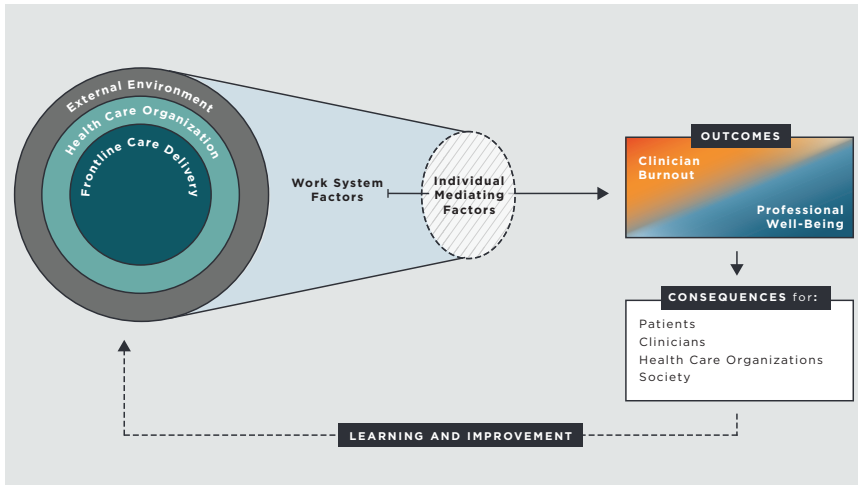 External Environment
Health Care Organization
Frontline Care Delivery
Work System
Factors
Individual
Mediating
Factors
OUTCOMES
Clinician
Burnout
Professional
Well-Being
CONSEQUENCES for:
Patients
Clinicians
Health Care Organizations
Society
LEARNING AND IMPROVEMENT